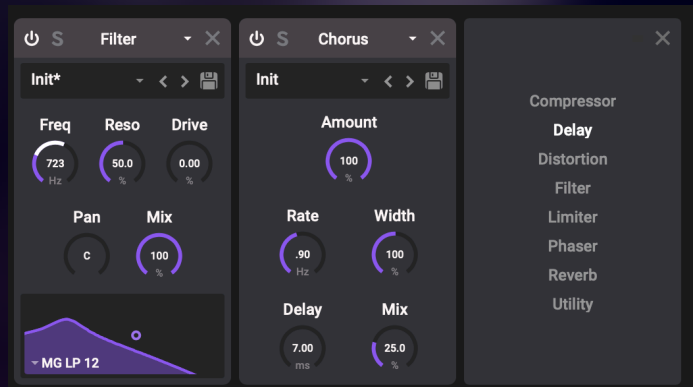 S Filter
Init*
Freq Reso Drive
723 50.0 0.00
Hz % %
Pan Mix
C 100
%
MG LP 12
S Chorus
Init
Amount
100
%
Rate Width
.90 100
Hz %
Delay Mix
7.00 25.0
ms %
Compressor
Delay
Distortion
Filter
Limiter
Phaser
Reverb
Utility